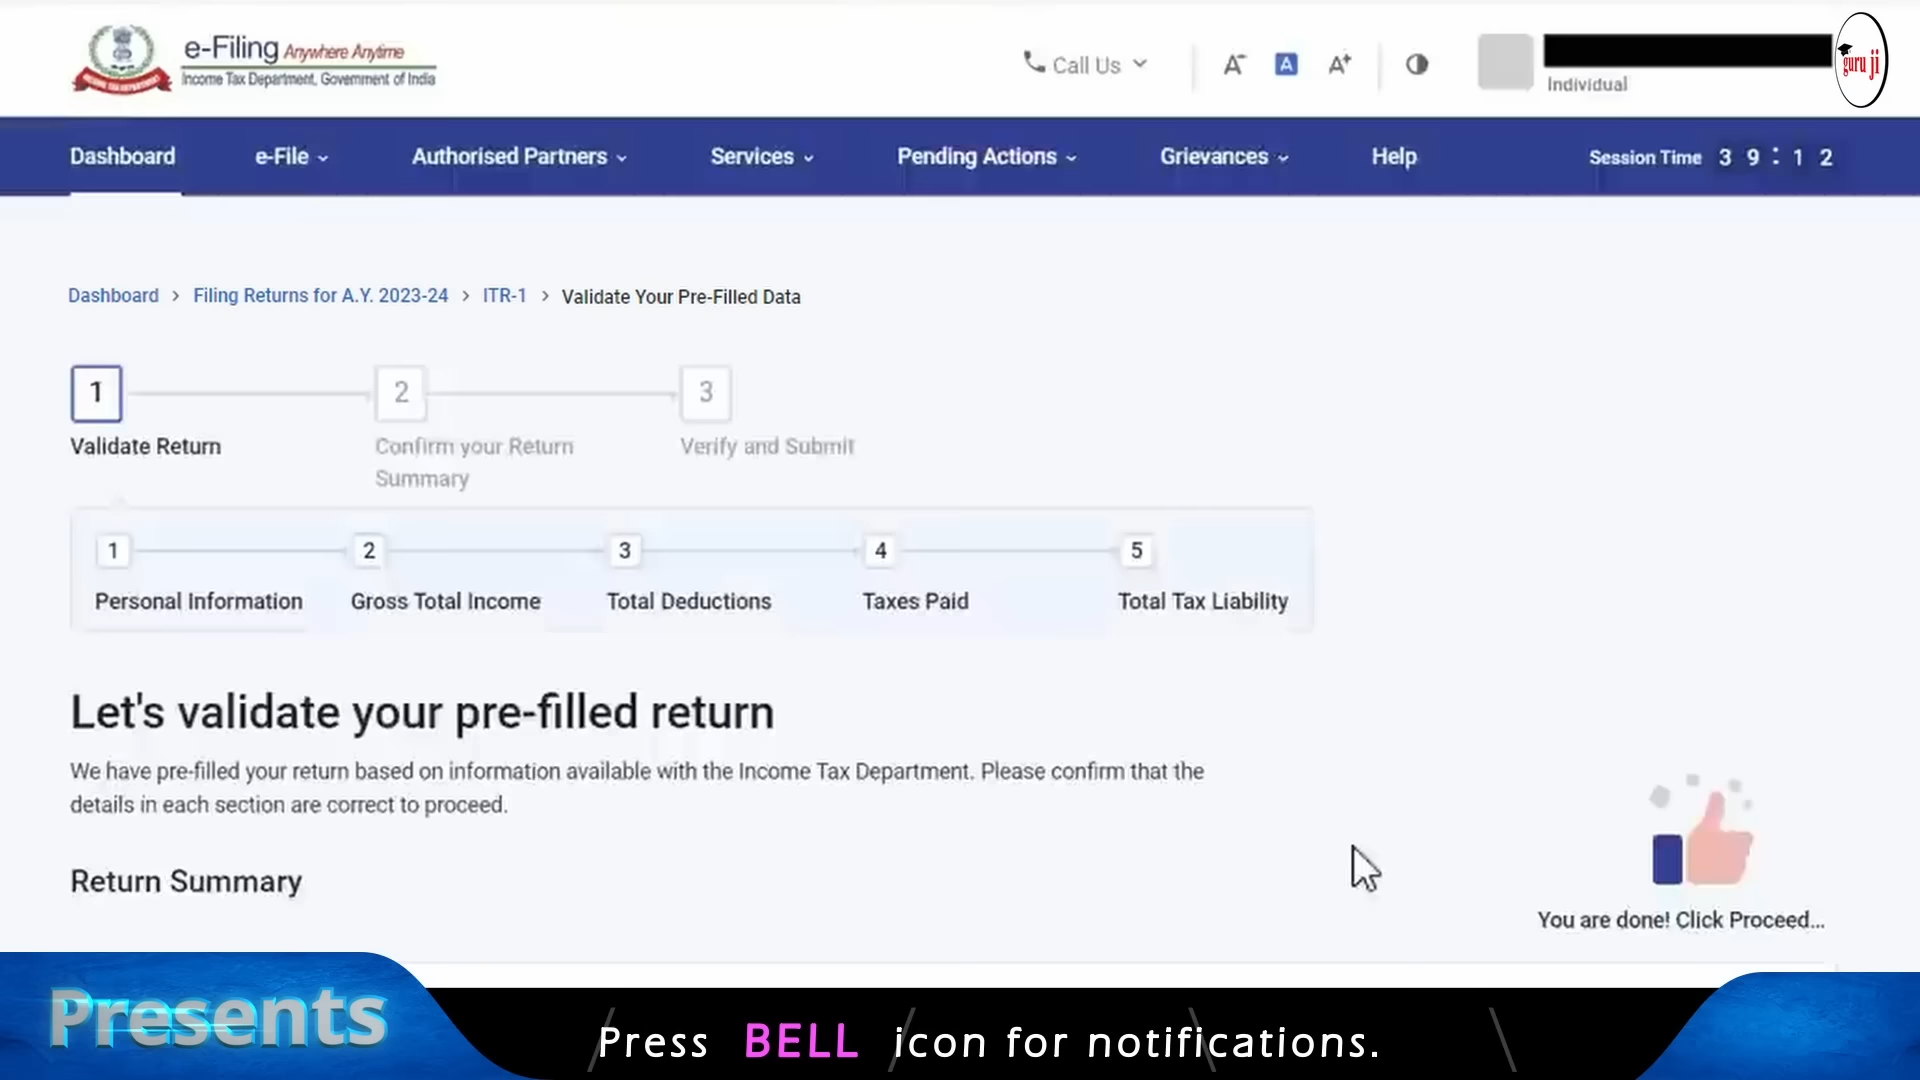 e-Filing Anywhere Anytime
Income Tax Department, Government of India
Call Us
A- A A+
Individual
guru ji
Dashboard e-File Authorised Partners Services Pending Actions Grievances Help Session Time 39:12
Dashboard > Filing Returns for A.Y. 2023-24 > ITR-1 > Validate Your Pre-Filled Data
1 2 3
Validate Return Confirm your Return Verify and Submit
Summary
1 2 3 4 5
Personal Information Gross Total Income Total Deductions Taxes Paid Total Tax Liability
Let's validate your pre-filled return
We have pre-filled your return based on information available with the Income Tax Department. Please confirm that the
details in each section are correct to proceed.
Return Summary
You are done! Click Proceed...
Presents
Press BELL icon for notifications.